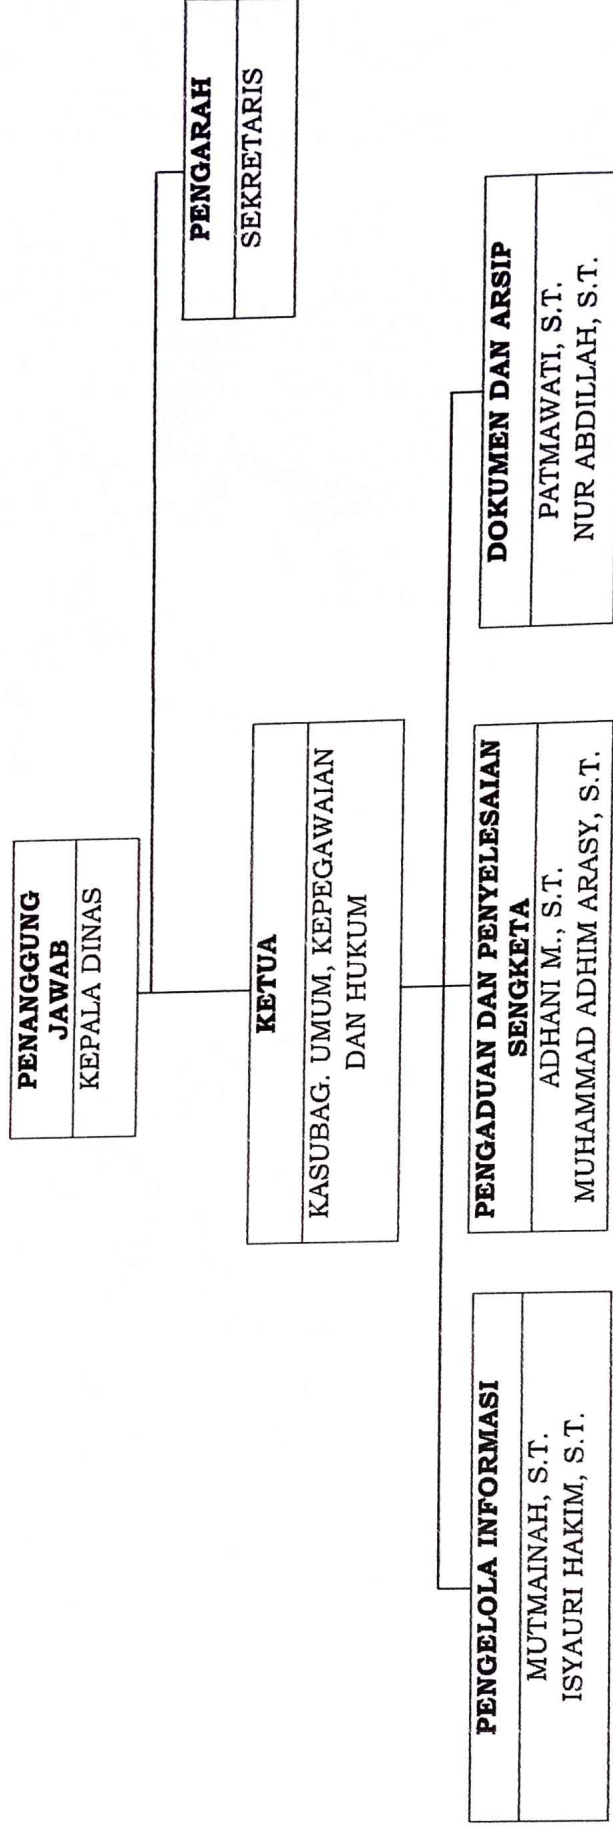 PENANGGUNG
JAWAB
KEPALA DINAS
PENGARAH
SEKRETARIS
KETUA
KASUBAG. UMUM, KEPEGAWAIAN
DAN HUKUM
PENGELOLA INFORMASI
MUTMAINAH, S.T.
ISYAURI HAKIM, S.T.
PENGADUAN DAN PENYELESAIAN
SENGKETA
ADHANI M., S.T.
MUHAMMAD ADHIM ARASY, S.T.
DOKUMEN DAN ARSIP
PATMAWATI, S.T.
NUR ABDILLAH, S.T.